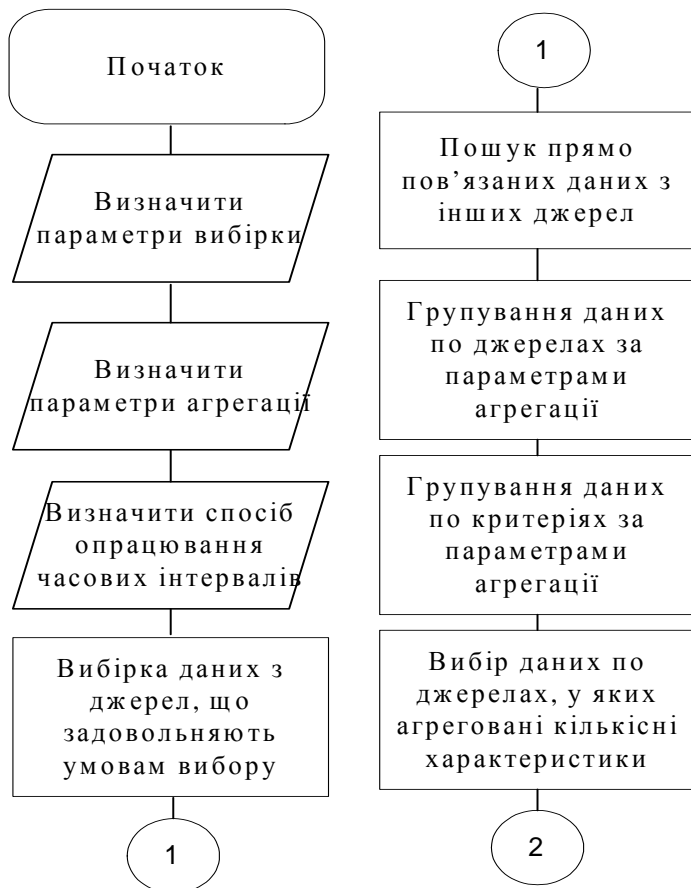 Початок
Визначити
параметри вибірки
Визначити
параметри агрегації
Визначити спосіб
опрацювання
часових інтервалів
Вибірка даних з
джерел, що
задовольняють
умовам вибору
1
1
Пошук прямо
пов’язаних даних з
інших джерел
Групування даних
по джерелах за
параметрами
агрегації
Групування даних
по критеріях за
параметрами
агрегації
Вибір даних по
джерелах, у яких
агреговані кількісні
характеристики
2